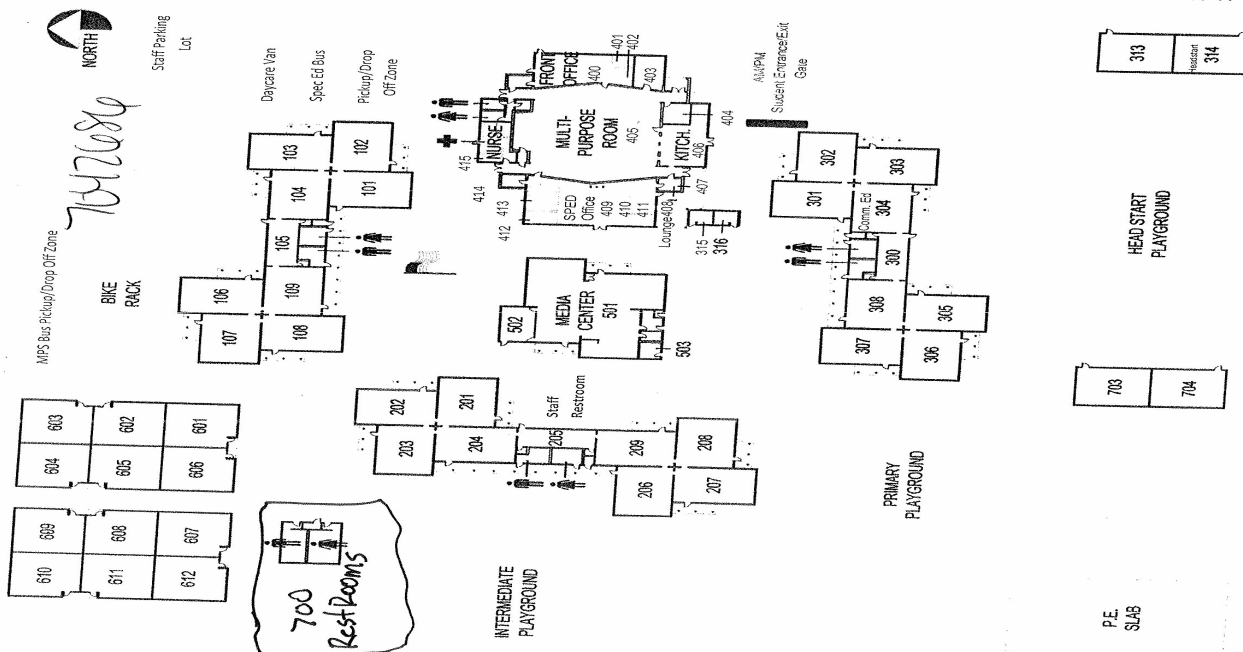 NORTH
Staff Parking
Lot
MPS Bus Pickup/Drop Off Zone
BIKE
RACK
Daycare Van
Spec Ed Bus
Pickup/Drop
Off Zone
103
102
104
101
105
106
109
107
108
FRONT
OFFICE
400
401
402
403
NURSE
415
414
413
412
MULTI-
PURPOSE
ROOM
405
KITCH.
406
404
407
SPED
Office
409
410
411
Lounge
408
315
316
AM/PM
Student Entrance/Exit
Gate
302
303
301
304
Comm. Ed
300
308
305
307
306
313
Headstart
314
HEAD START
PLAYGROUND
502
MEDIA
CENTER
501
503
603
602
601
604
605
606
609
608
607
610
611
612
202
201
203
204
205
Staff
Restroom
209
208
206
207
700
RestRooms
INTERMEDIATE
PLAYGROUND
PRIMARY
PLAYGROUND
703
704
P.E.
SLAB